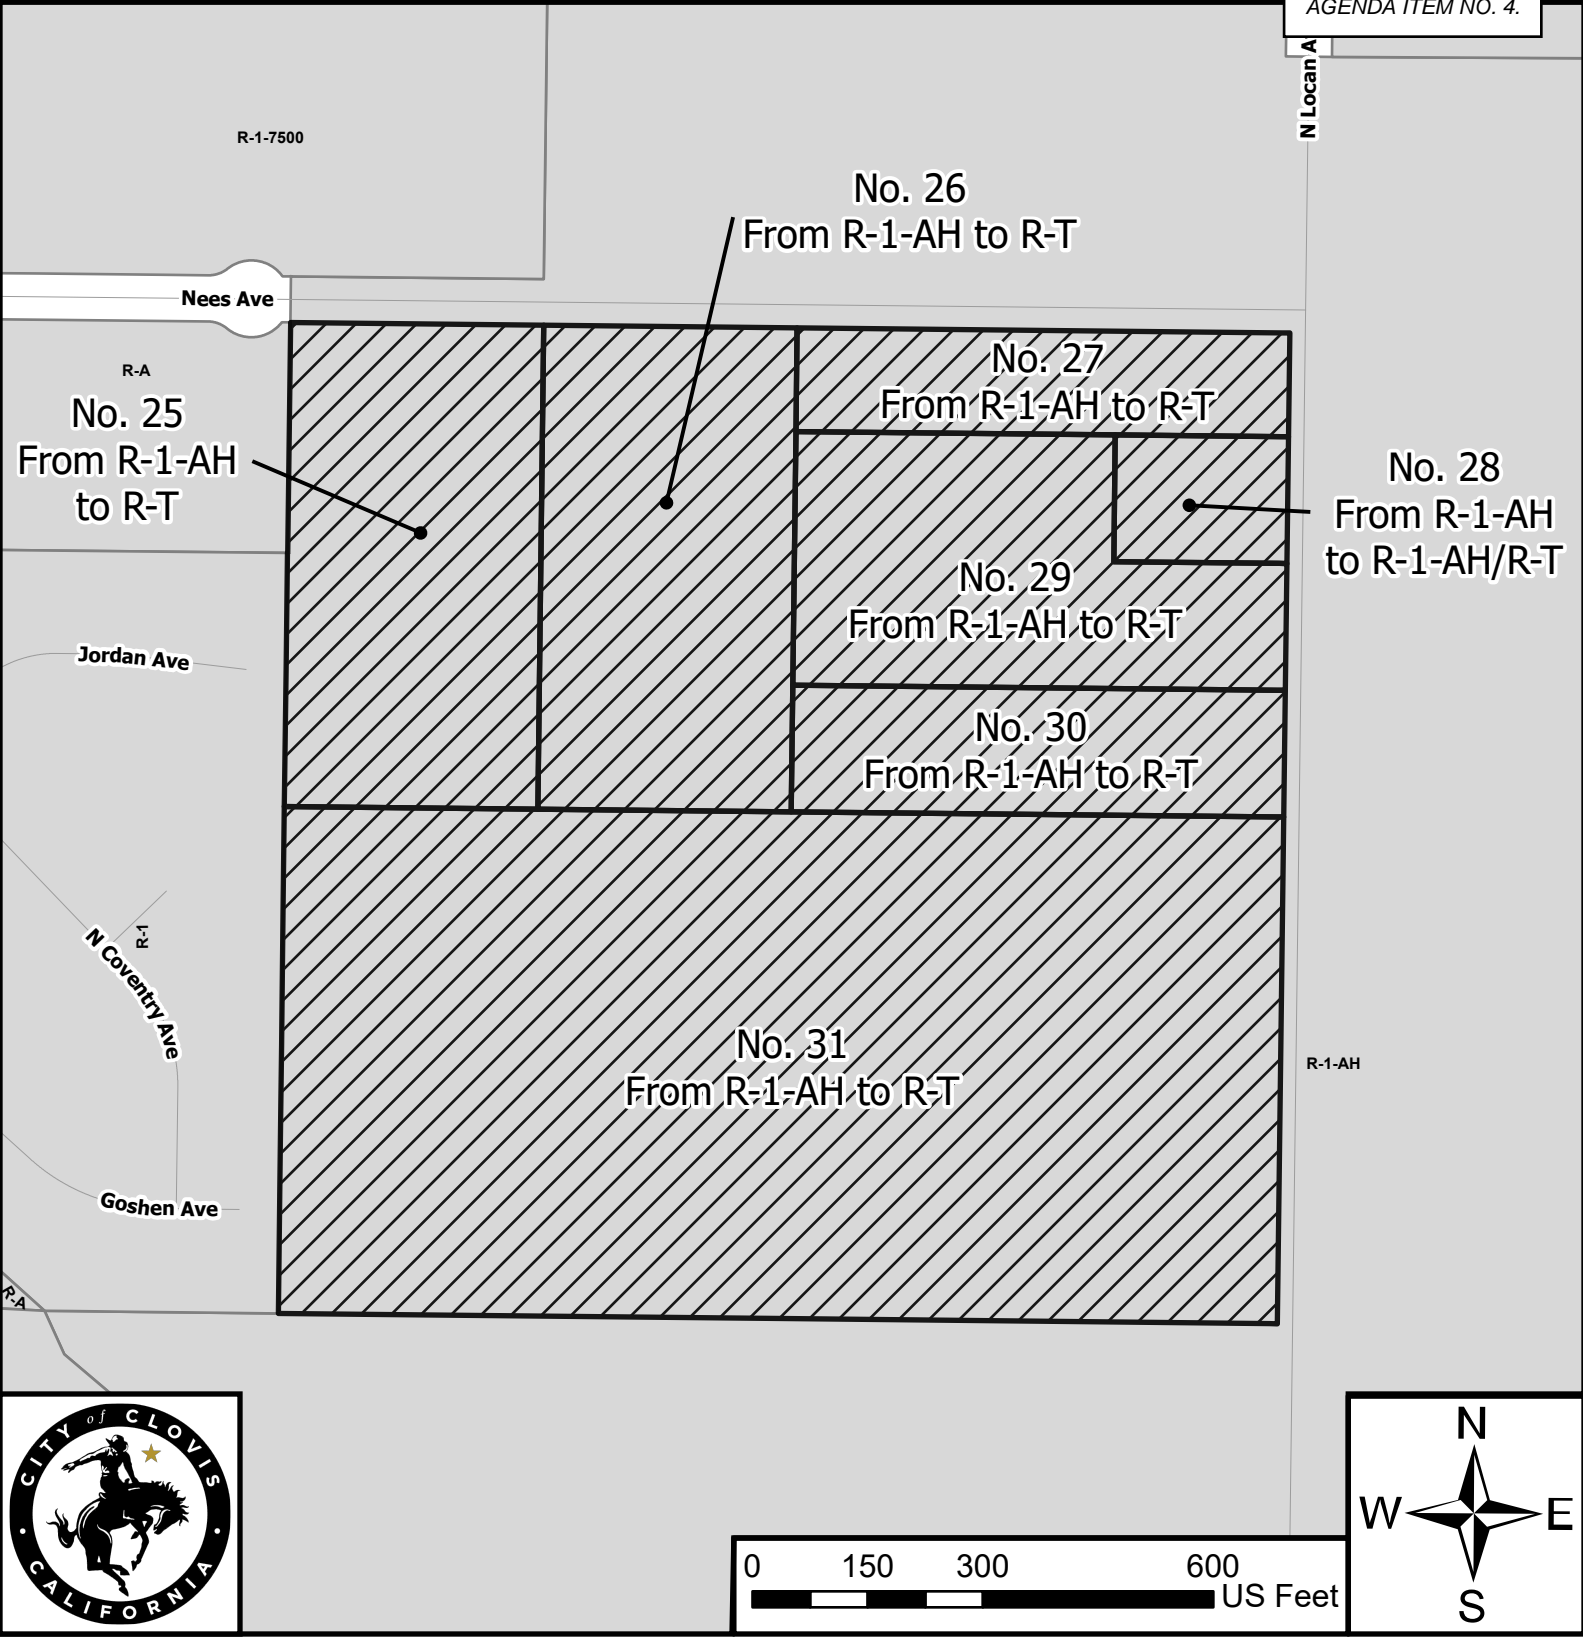 AGENDA ITEM NO. 4.
N Locan A
R-1-7500
No. 26
From R-1-AH to R-T
Nees Ave
R-A
No. 25
From R-1-AH
to R-T
No. 27
From R-1-AH to R-T
No. 28
From R-1-AH
to R-1-AH/R-T
No. 29
From R-1-AH to R-T
Jordan Ave
No. 30
From R-1-AH to R-T
R-1
N Coventry Ave
No. 31
From R-1-AH to R-T
R-1-AH
Goshen Ave
R-A
CITY of CLOVIS
CALIFORNIA
0 150 300 600
US Feet
N
W E
S